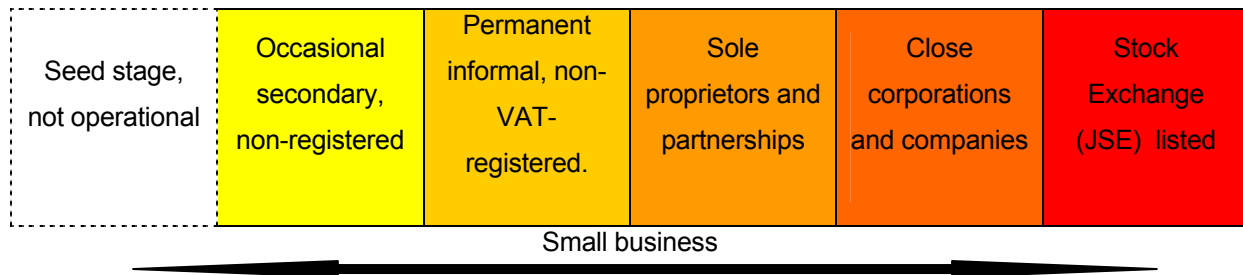 Seed stage,
not operational
Occasional
secondary,
non-registered
Permanent
informal, non-
VAT-
registered.
Sole
proprietors and
partnerships
Close
corporations
and companies
Stock
Exchange
(JSE) listed
Small business